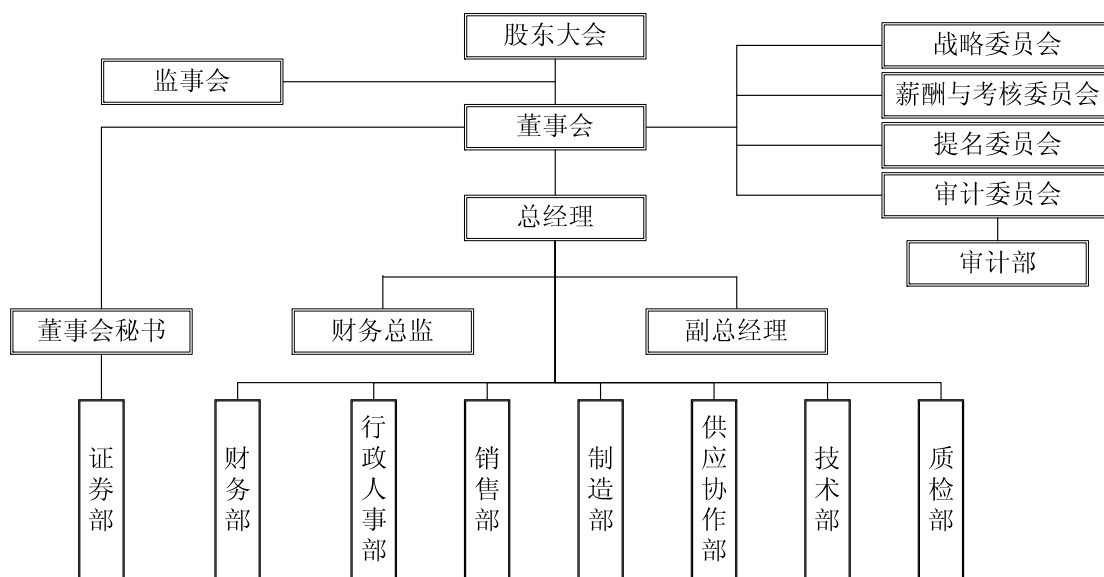 股东大会
战略委员会
监事会
薪酬与考核委员会
董事会
提名委员会
总经理
审计委员会
审计部
董事会秘书
财务总监
副总经理
证券部
财务部
行政人事部
销售部
制造部
供应协作部
技术部
质检部